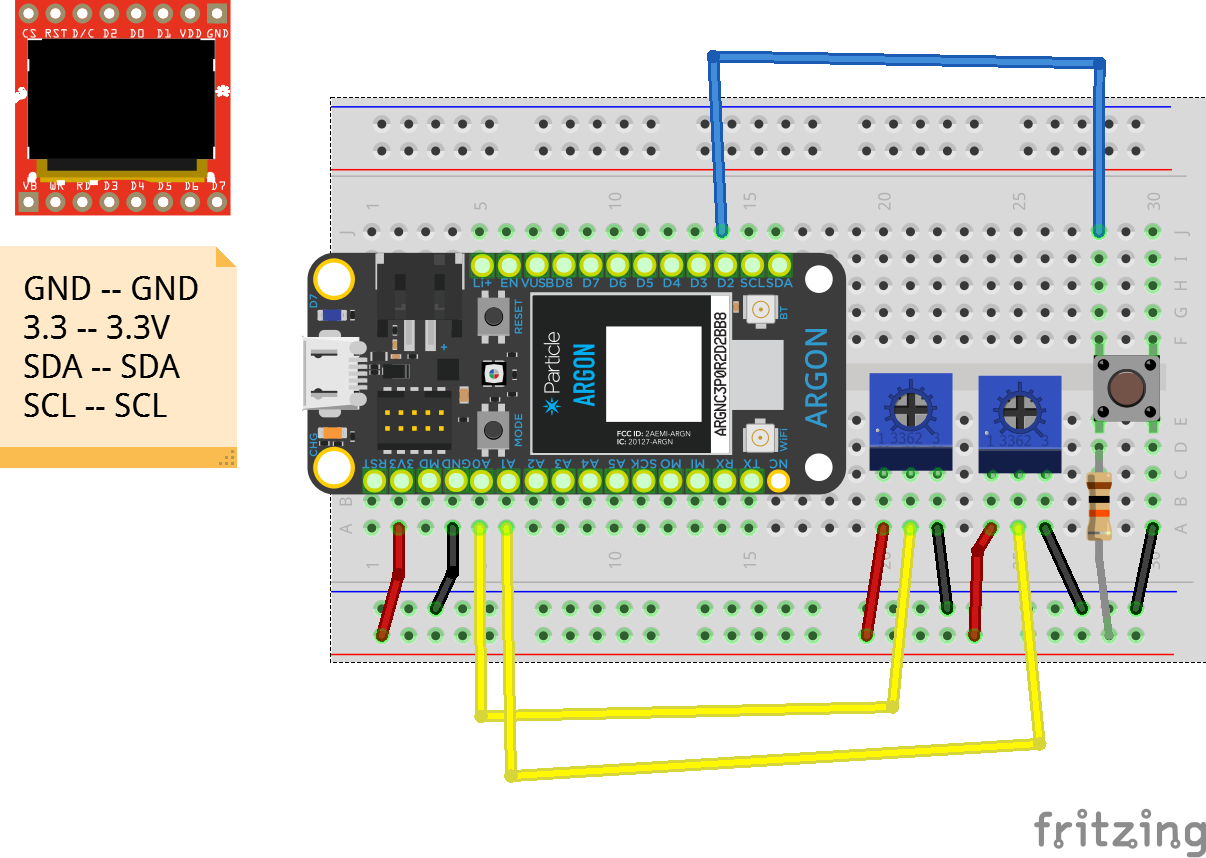 CS RST D/C D2 D0 D1 VDD GND
VB WR RD D3 D4 D5 D6 D7
GND -- GND
3.3 -- 3.3V
SDA -- SDA
SCL -- SCL
1 5 10 15 20 25 30
J J
I
H
G
F
LI+ EN VUSB D8 D7 D6 D5 D4 D3 D2 SCL SDA
D7
RESET
BT
Particle
ARGON
ARGNC3P0R2D2BB8
ARGON
+
MODE
WiFi
FCC ID: 2AEMI-ARGN
IC: 20127-ARGN
CHG
RST 3V3 MD GND A0 A1 A2 A3 A4 A5 SCK MO MI RX TX NC
1 3362 3
1 3362 3
E
D
C
B B
A A
1 10 15 20 25 30
fritzing